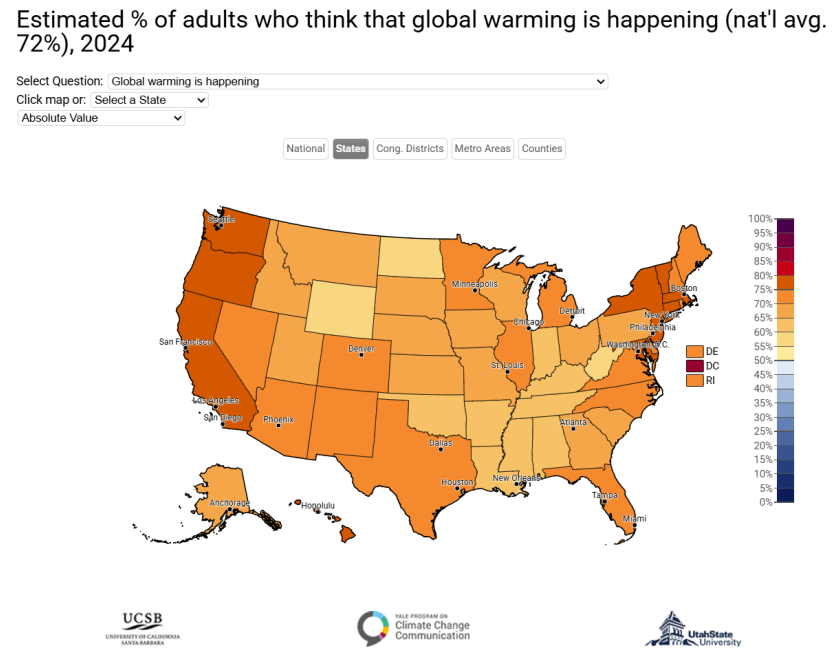 Estimated % of adults who think that global warming is happening (nat'l avg.
72%), 2024
Select Question: Global warming is happening
Click map or: Select a State
Absolute Value
National States Cong. Districts Metro Areas Counties
Seattle
Minneapolis
Boston
Detroit
New York
Chicago
Philadelphia
San Francisco
Denver
Washington D.C.
St. Louis
Los Angeles
San Diego
Phoenix
Atlanta
Dallas
Houston
New Orleans
Tampa
Miami
Anchorage
Honolulu
DE
DC
RI
100%
95%
90%
85%
80%
75%
70%
65%
60%
55%
50%
45%
40%
35%
30%
25%
20%
15%
10%
5%
0%
UCSB
UNIVERSITY OF CALIFORNIA
SANTA BARBARA
YALE PROGRAM ON
Climate Change
Communication
UtahState
University